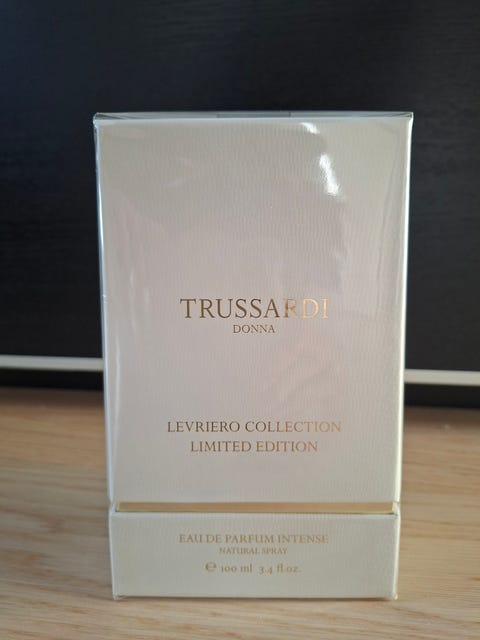 TRUSSARDI
DONNA
LEVRIERO COLLECTION
LIMITED EDITION
EAU DE PARFUM INTENSE
NATURAL SPRAY
℮ 100 ml 3.4 fl.oz.